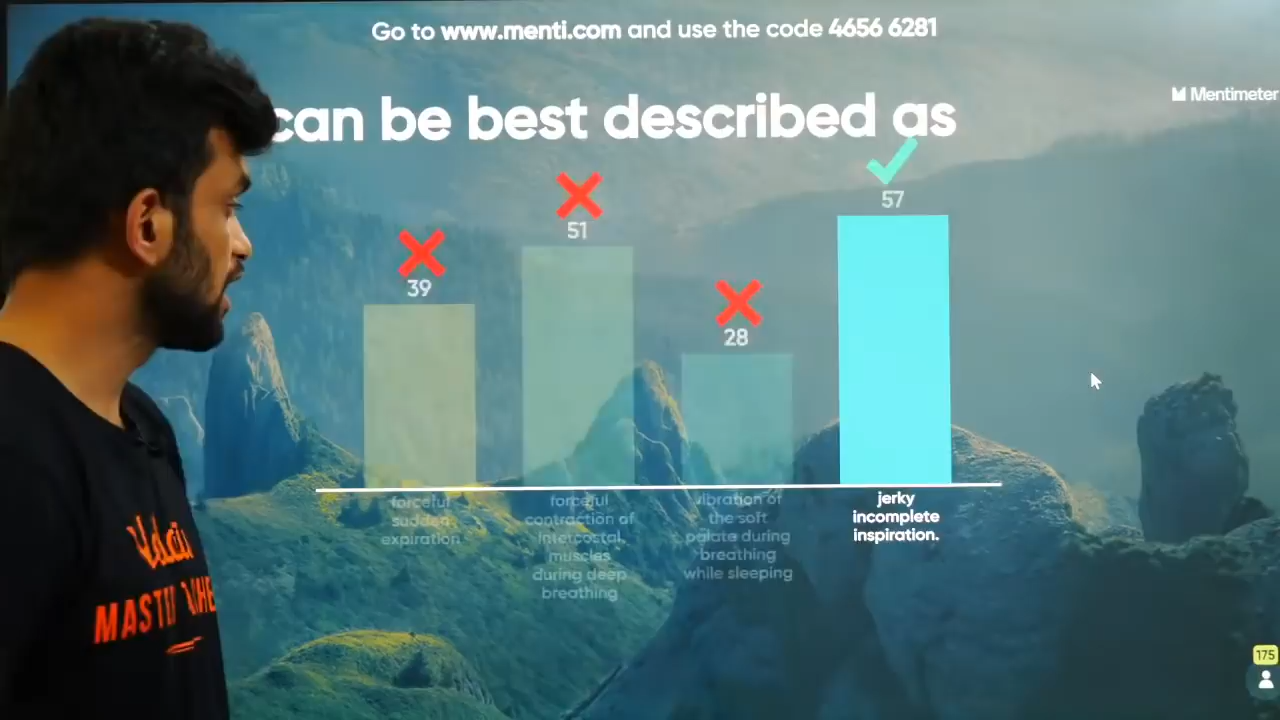 Go to www.menti.com and use the code 4656 6281
Mentimeter
can be best described as
57
51
39
28
forceful
sudden
expiration
forceful
contraction of
intercostal
muscles
during deep
breathing
vibration of
the soft
palate during
breathing
while sleeping
jerky
incomplete
inspiration.
MASTE
175